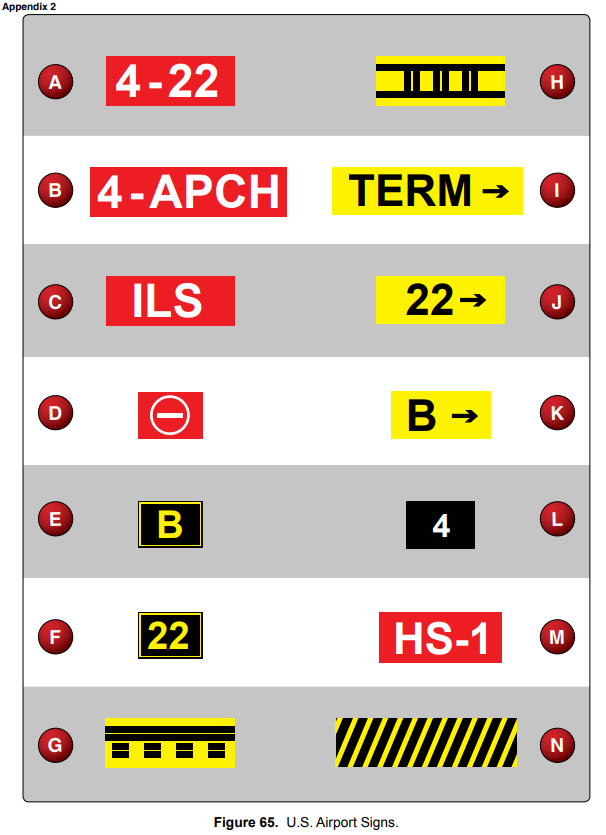 Appendix 2
A 4-22 H
B 4-APCH TERM → I
C ILS 22→ J
D K B →
E B 4 L
F 22 HS-1 M
G N
Figure 65. U.S. Airport Signs.